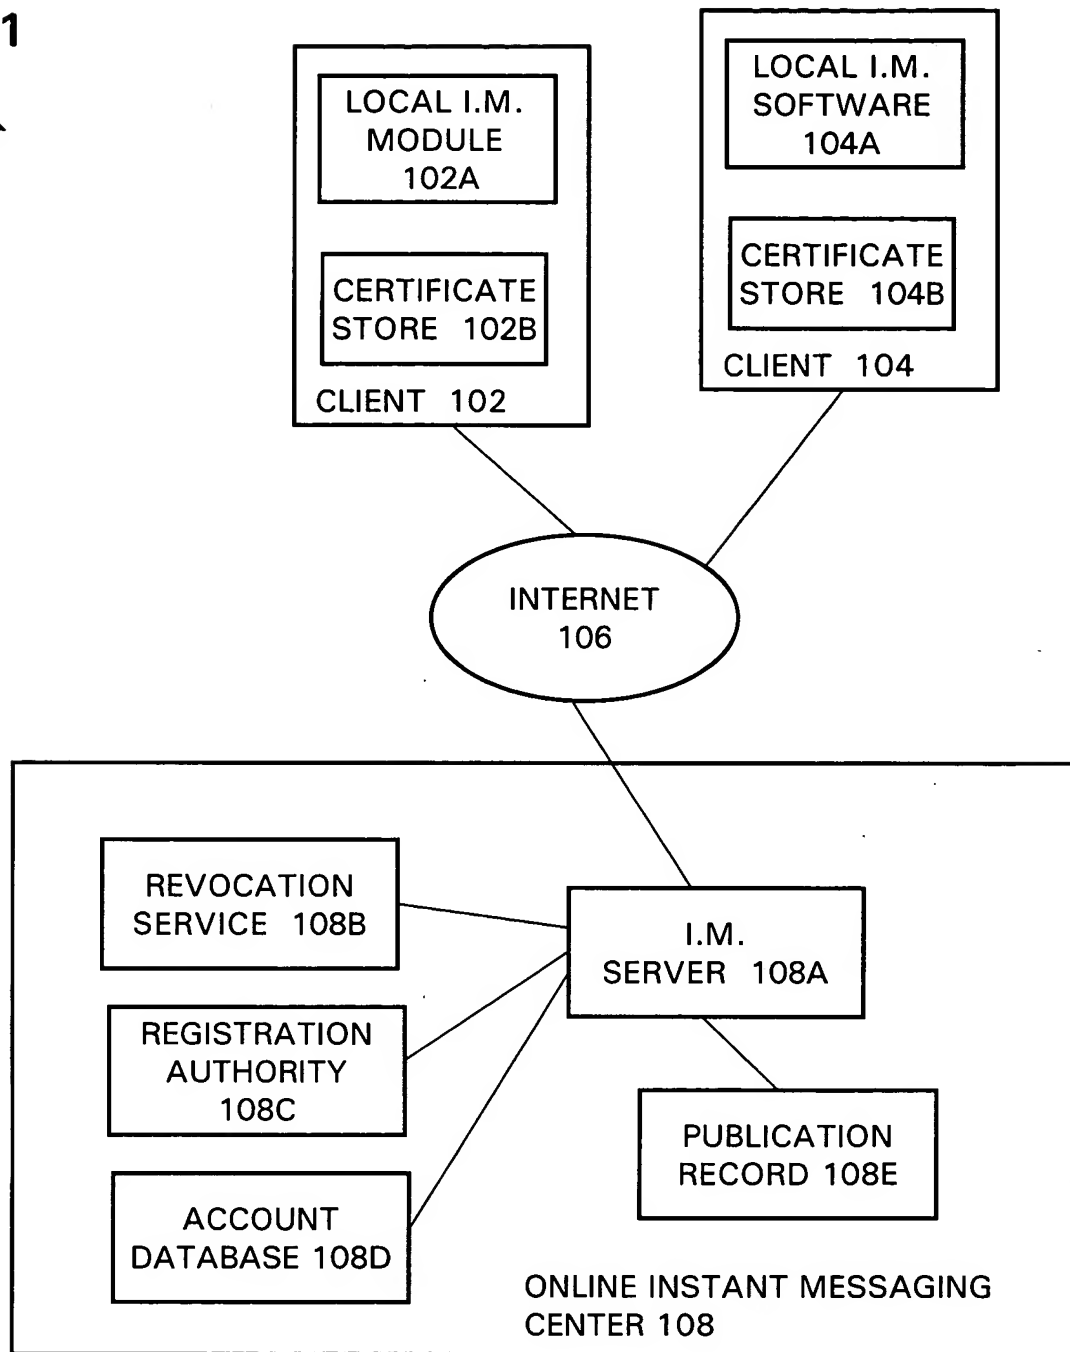 1
LOCAL I.M.
MODULE
102A
CERTIFICATE
STORE 102B
CLIENT 102
LOCAL I.M.
SOFTWARE
104A
CERTIFICATE
STORE 104B
CLIENT 104
INTERNET
106
REVOCATION
SERVICE 108B
I.M.
SERVER 108A
REGISTRATION
AUTHORITY
108C
PUBLICATION
RECORD 108E
ACCOUNT
DATABASE 108D
ONLINE INSTANT MESSAGING
CENTER 108